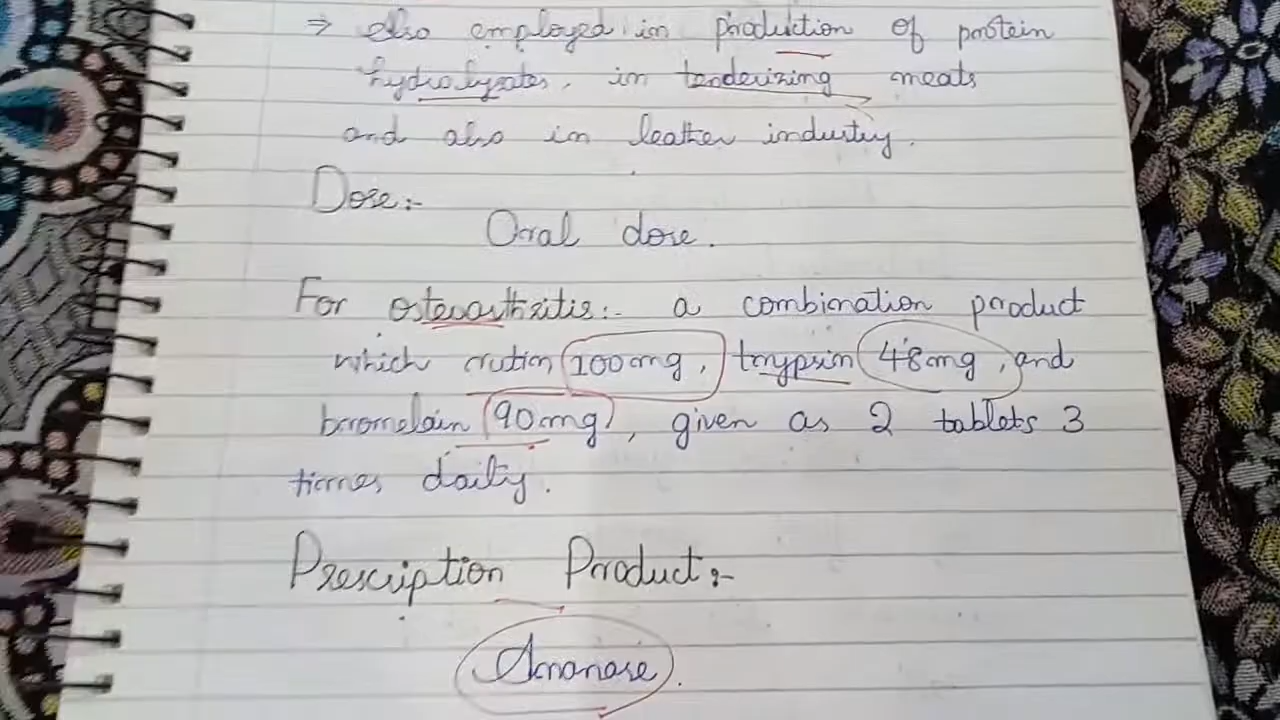 ⇒ also employed in production of protein
hydrolysates, in tenderizing meats
and also in leather industry.
Dose:-
Oral dose.
For osteoarthritis:- a combination product
which rutin 100mg, trypsin 48mg, and
bromelain 90mg, given as 2 tablets 3
times daily.
Prescription Product:-
Ananase.